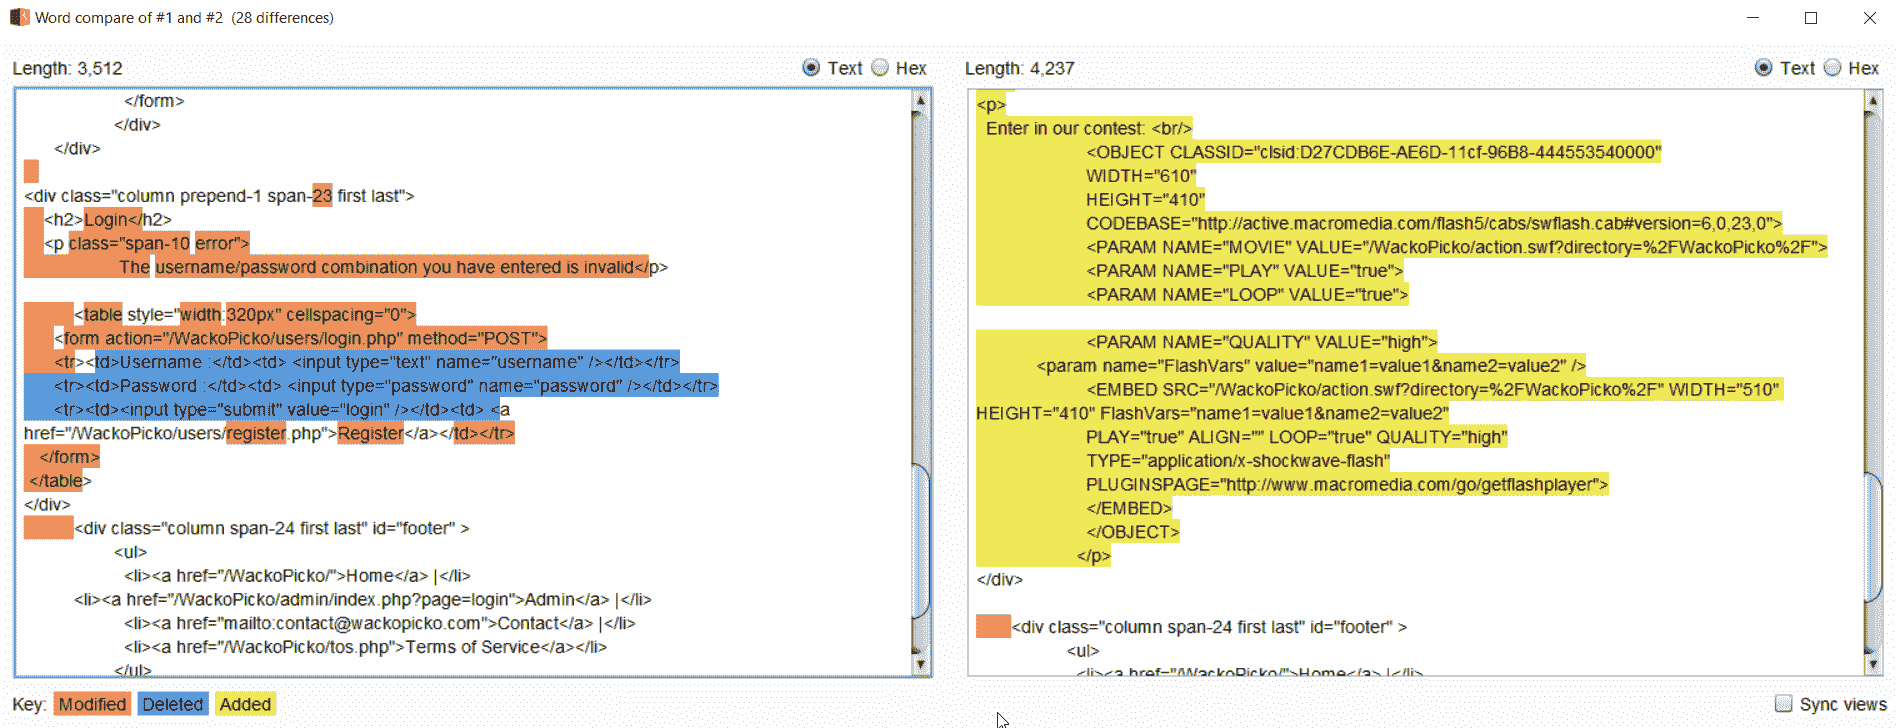 Word compare of #1 and #2 (28 differences)
Length: 3,512
Text
Hex
</form>
</div>
</div>
<div class="column prepend-1 span-23 first last">
<h2>Login</h2>
<p class="span-10 error">
The username/password combination you have entered is invalid</p>
<table style="width:320px" cellspacing="0">
<form action="/WackoPicko/users/login.php" method="POST">
<tr><td>Username :</td><td> <input type="text" name="username" /></td></tr>
<tr><td>Password :</td><td> <input type="password" name="password" /></td></tr>
<tr><td><input type="submit" value="login" /></td><td> <a
href="/WackoPicko/users/register.php">Register</a></td></tr>
</form>
</table>
</div>
<div class="column span-24 first last" id="footer" >
<ul>
<li><a href="/WackoPicko/">Home</a> |</li>
<li><a href="/WackoPicko/admin/index.php?page=login">Admin</a> |</li>
<li><a href="mailto:contact@wackopicko.com">Contact</a> |</li>
<li><a href="/WackoPicko/tos.php">Terms of Service</a></li>
</ul>
Length: 4,237
Text
Hex
<p>
Enter in our contest: <br/>
<OBJECT CLASSID="clsid:D27CDB6E-AE6D-11cf-96B8-444553540000"
WIDTH="610"
HEIGHT="410"
CODEBASE="http://active.macromedia.com/flash5/cabs/swflash.cab#version=6,0,23,0">
<PARAM NAME="MOVIE" VALUE="/WackoPicko/action.swf?directory=%2FWackoPicko%2F">
<PARAM NAME="PLAY" VALUE="true">
<PARAM NAME="LOOP" VALUE="true">
<PARAM NAME="QUALITY" VALUE="high">
<param name="FlashVars" value="name1=value1&name2=value2" />
<EMBED SRC="/WackoPicko/action.swf?directory=%2FWackoPicko%2F" WIDTH="510"
HEIGHT="410" FlashVars="name1=value1&name2=value2"
PLAY="true" ALIGN="" LOOP="true" QUALITY="high"
TYPE="application/x-shockwave-flash"
PLUGINSPAGE="http://www.macromedia.com/go/getflashplayer">
</EMBED>
</OBJECT>
</p>
</div>
<div class="column span-24 first last" id="footer" >
<ul>
<li><a href="/WackoPicko/">Home</a> |</li>
Key: Modified Deleted Added
Sync views